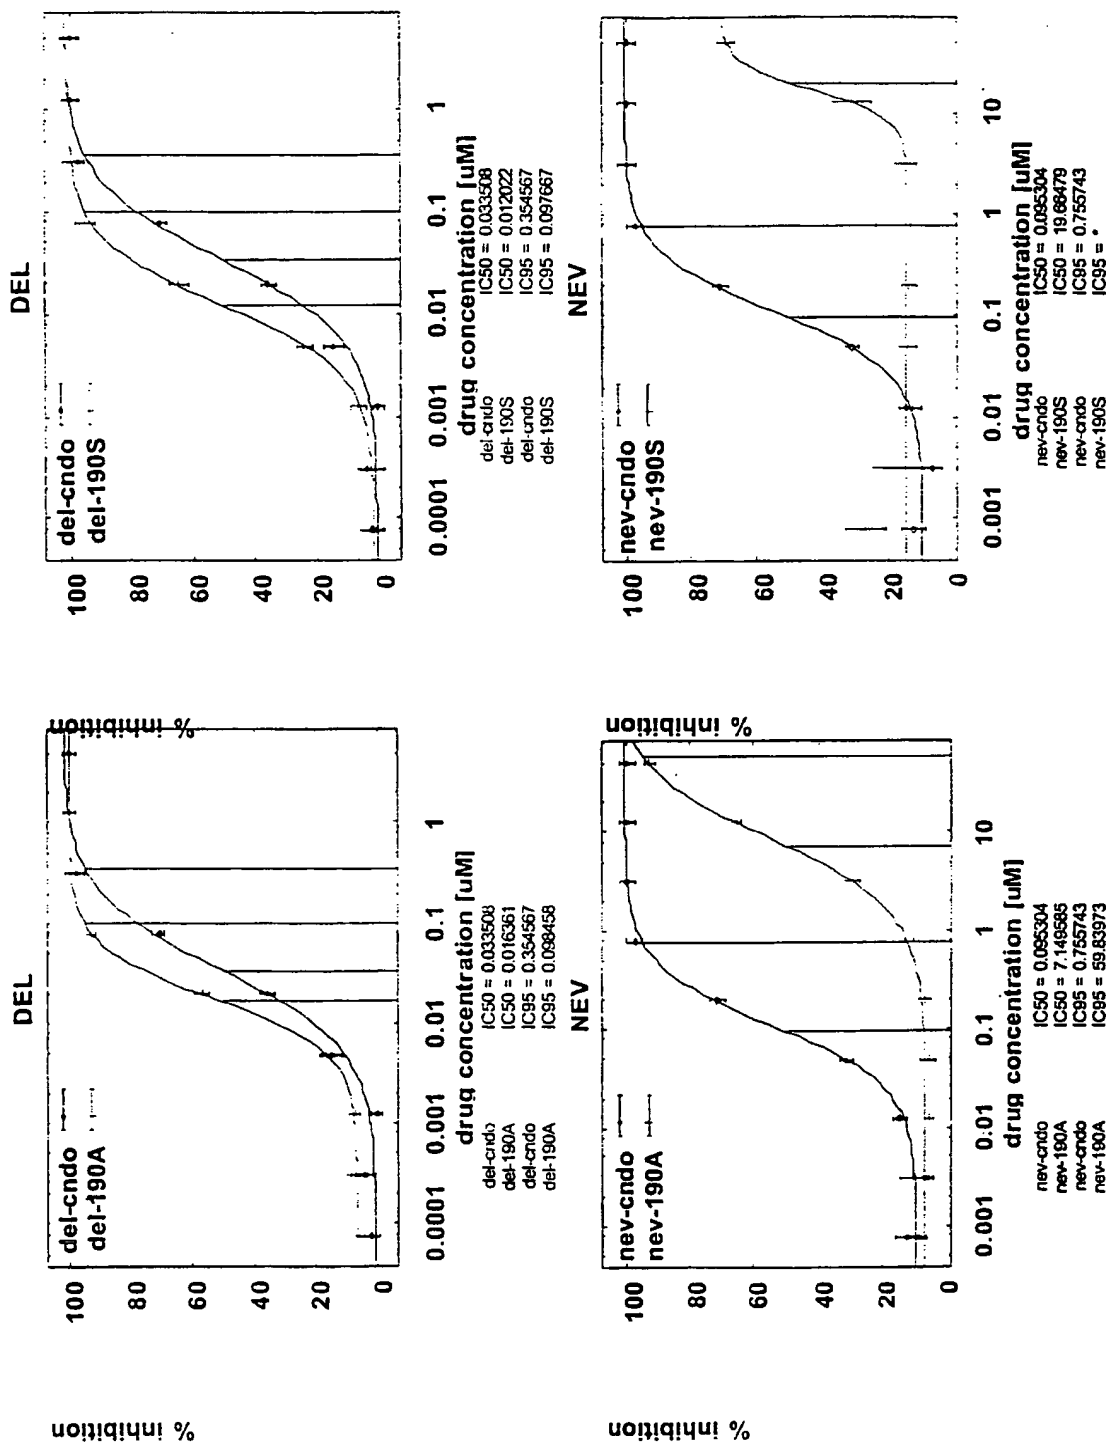 DEL
% inhibition
100
80
60
40
20
0
del-cndo
del-190A
0.0001 0.001 0.01 0.1 1
drug concentration [uM]
del-cndo IC50 = 0.033508
del-190A IC50 = 0.016361
del-cndo IC95 = 0.354567
del-190A IC95 = 0.098458
DEL
% inhibition
100
80
60
40
20
0
del-cndo
del-190S
0.0001 0.001 0.01 0.1 1
drug concentration [uM]
del-cndo IC50 = 0.033508
del-190S IC50 = 0.012022
del-cndo IC95 = 0.354567
del-190S IC95 = 0.097667
NEV
% inhibition
100
80
60
40
20
0
nev-cndo
nev-190A
0.001 0.01 0.1 1 10
drug concentration [uM]
nev-cndo IC50 = 0.095304
nev-190A IC50 = 7.149585
nev-cndo IC95 = 0.755743
nev-190A IC95 = 59.83973
NEV
% inhibition
100
80
60
40
20
0
nev-cndo
nev-190S
0.001 0.01 0.1 1 10
drug concentration [uM]
nev-cndo IC50 = 0.095304
nev-190S IC50 = 19.66479
nev-cndo IC95 = 0.755743
nev-190S IC95 = *